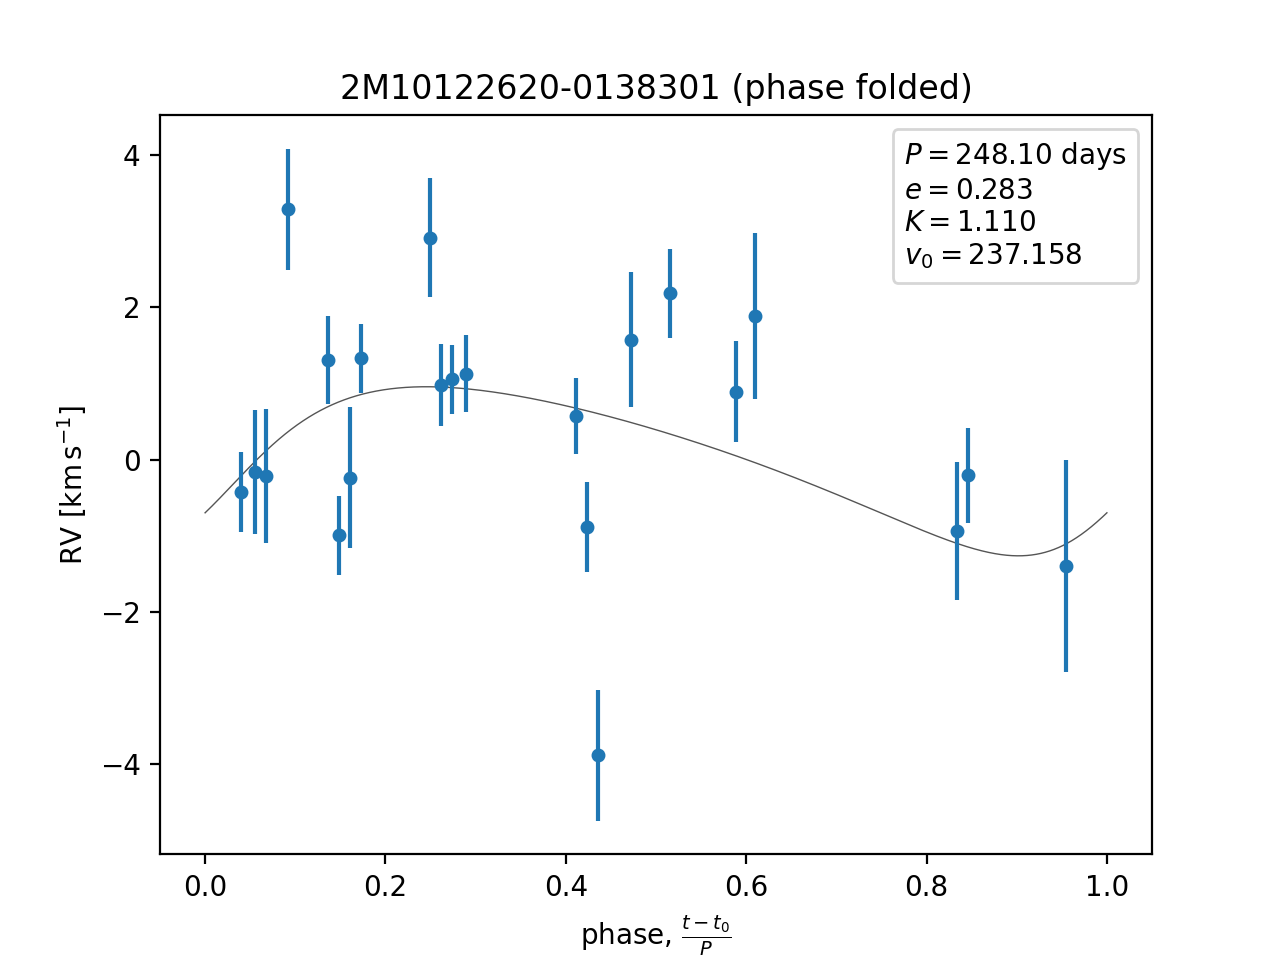 2M10122620-0138301 (phase folded)
P = 248.10 days
e = 0.283
K = 1.110
v₀ = 237.158
4
2
0
−2
−4
RV [km s⁻¹]
0.0 0.2 0.4 0.6 0.8 1.0
phase, (t − t₀)/P